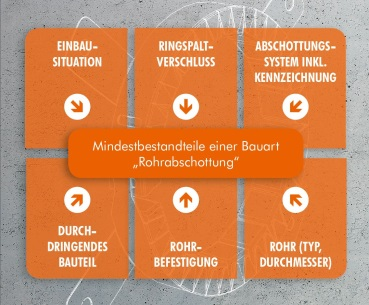 EINBAU-
SITUATION
RINGSPALT-
VERSCHLUSS
ABSCHOTTUNGS-
SYSTEM INKL.
KENNZEICHNUNG
Mindestbestandteile einer Bauart
„Rohrabschottung“
DURCH-
DRINGENDES
BAUTEIL
ROHR-
BEFESTIGUNG
ROHR (TYP,
DURCHMESSER)